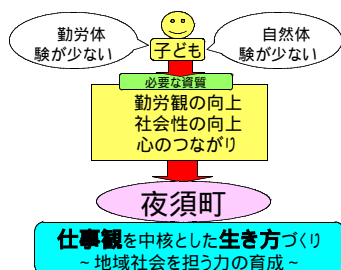 勤労体
験が少ない
子ども
自然体
験が少ない
必要な資質
勤労観の向上
社会性の向上
心のつながり
夜須町
仕事観を中核とした生き方づくり
~地域社会を担う力の育成~